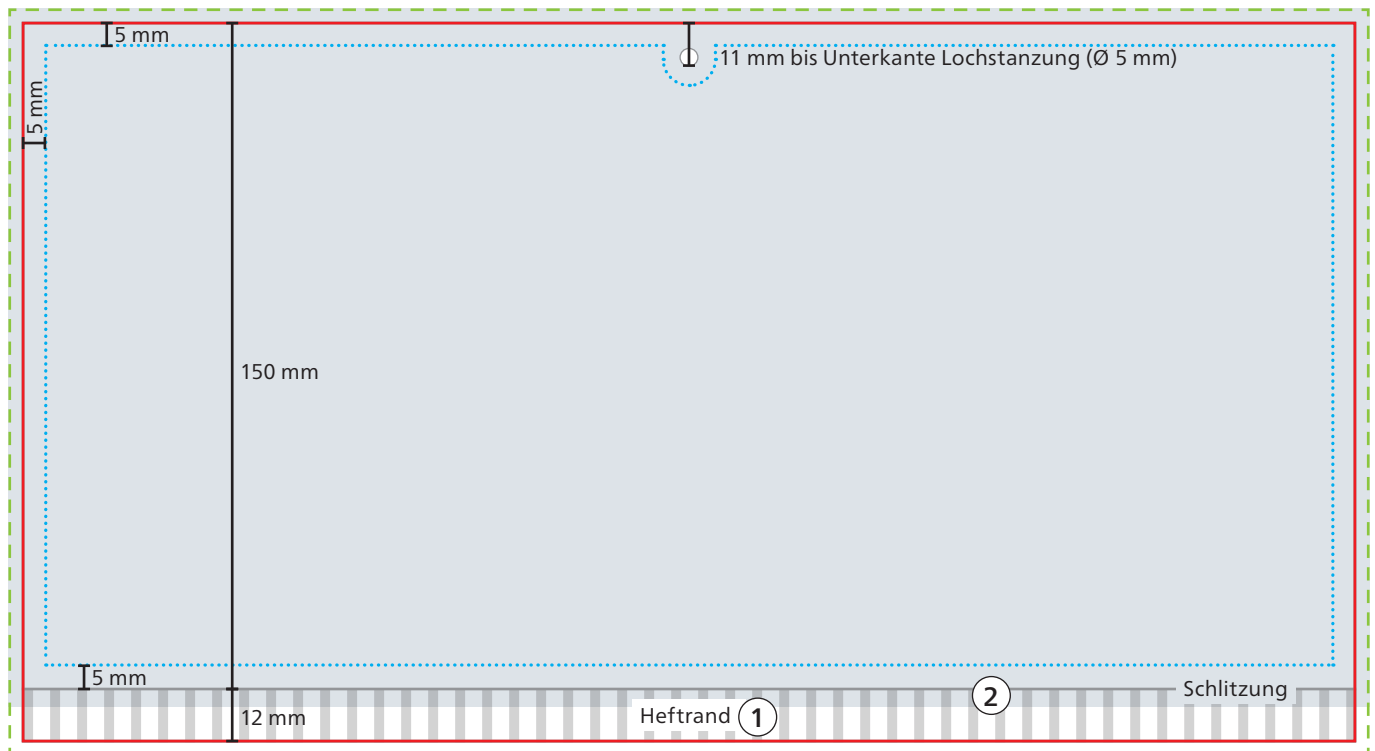 5 mm
11 mm bis Unterkante Lochstanzung (Ø 5 mm)
5 mm
150 mm
5 mm
Schlitzung
2
12 mm
Heftrand 1